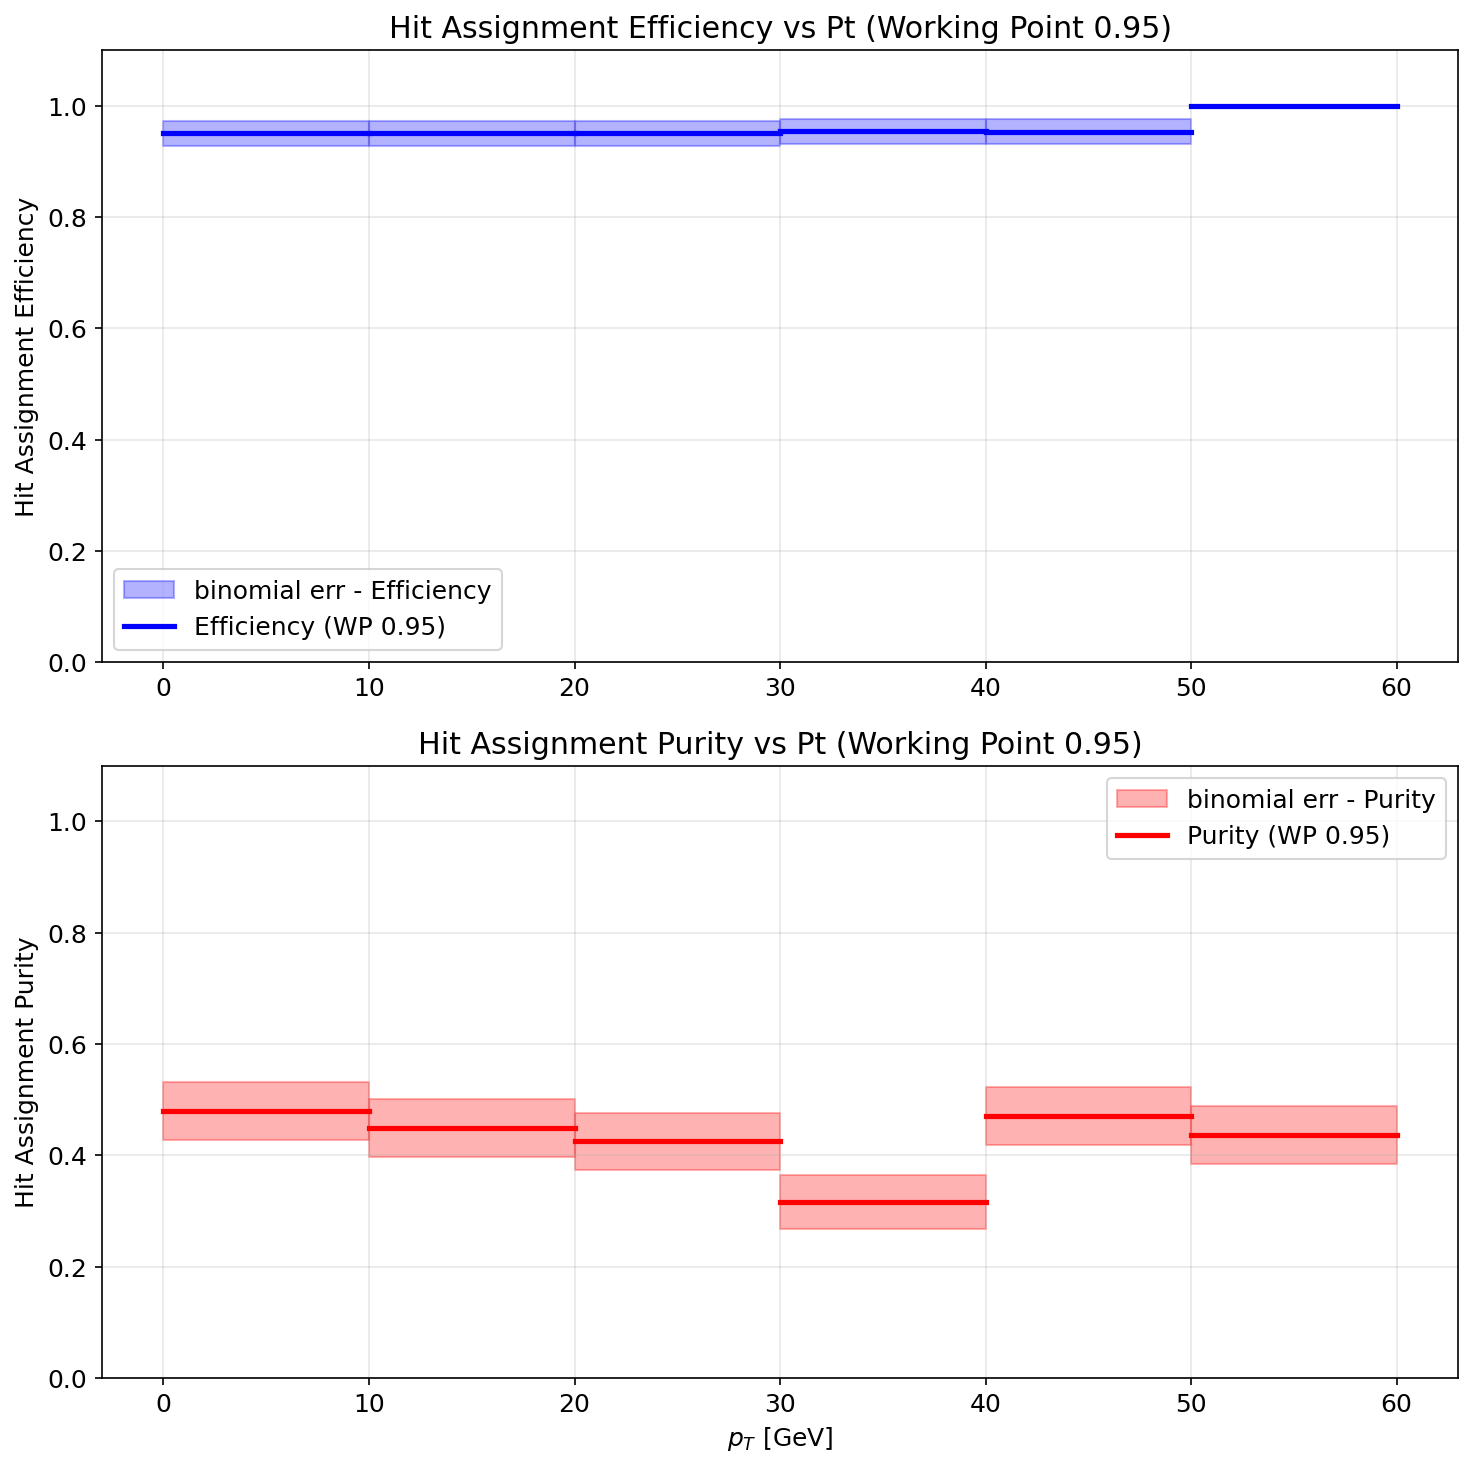 Hit Assignment Efficiency vs Pt (Working Point 0.95)
Hit Assignment Efficiency
1.0
0.8
0.6
0.4
0.2
0.0
binomial err - Efficiency
Efficiency (WP 0.95)
0 10 20 30 40 50 60
Hit Assignment Purity vs Pt (Working Point 0.95)
Hit Assignment Purity
1.0
0.8
0.6
0.4
0.2
0.0
binomial err - Purity
Purity (WP 0.95)
0 10 20 30 40 50 60
p_T [GeV]